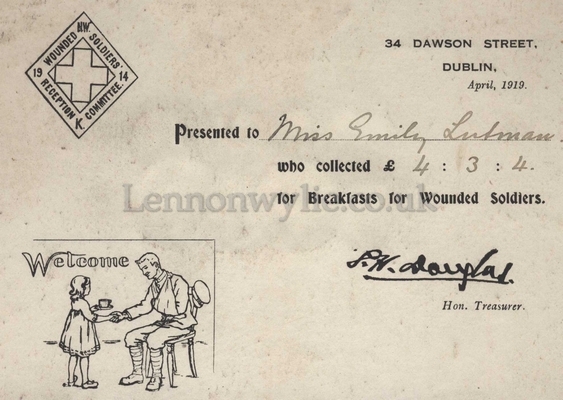 N.W.
WOUNDED SOLDIERS'
19 14
RECEPTION COMMITTEE.
K.
34 DAWSON STREET,
DUBLIN,
April, 1919.
Presented to Miss Emily Lutman.
who collected £ 4 : 3 : 4.
for Breakfasts for Wounded Soldiers.
Lennonwylie.co.uk
Welcome
S.W. Douglas.
Hon. Treasurer.